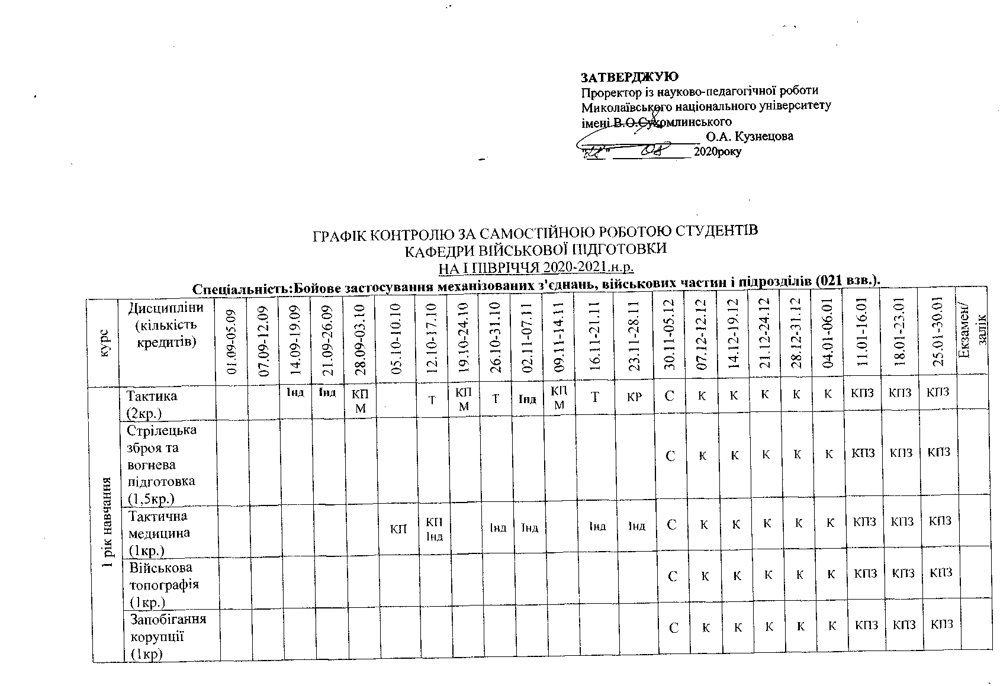 ЗАТВЕРДЖУЮ
Проректор із науково-педагогічної роботи
Миколаївського національного університету
імені В.О.Сухомлинського
О.А. Кузнецова
" " 08 2020року
ГРАФІК КОНТРОЛЮ ЗА САМОСТІЙНОЮ РОБОТОЮ СТУДЕНТІВ
КАФЕДРИ ВІЙСЬКОВОЇ ПІДГОТОВКИ
НА І ПІВРІЧЧЯ 2020-2021.н.р.
Спеціальність:Бойове застосування механізованих з'єднань, військових частин і підрозділів (021 взв.).
курс
Дисципліни
(кількість
кредитів)
01.09-05.09
07.09-12.09
14.09-19.09
21.09-26.09
28.09-03.10
05.10-10.10
12.10-17.10
19.10-24.10
26.10-31.10
02.11-07.11
09.11-14.11
16.11-21.11
23.11-28.11
30.11-05.12
07.12-12.12
14.12-19.12
21.12-24.12
28.12-31.12
04.01-06.01
11.01-16.01
18.01-23.01
25.01-30.01
Екзамен/
залік
1 рік навчання
Тактика
(2кр.)
Інд Інд КП М Т КП М Т Інд КП М Т КР С К К К К К КПЗ КПЗ КПЗ
Стрілецька
зброя та
вогнева
підготовка
(1,5кр.)
С К К К К К КПЗ КПЗ КПЗ
Тактична
медицина
(1кр.)
КП КП Інд Інд Інд Інд Інд С К К К К К КПЗ КПЗ КПЗ
Військова
топографія
(1кр.)
С К К К К К КПЗ КПЗ КПЗ
Запобігання
корупції
(1кр)
С К К К К К КПЗ КПЗ КПЗ